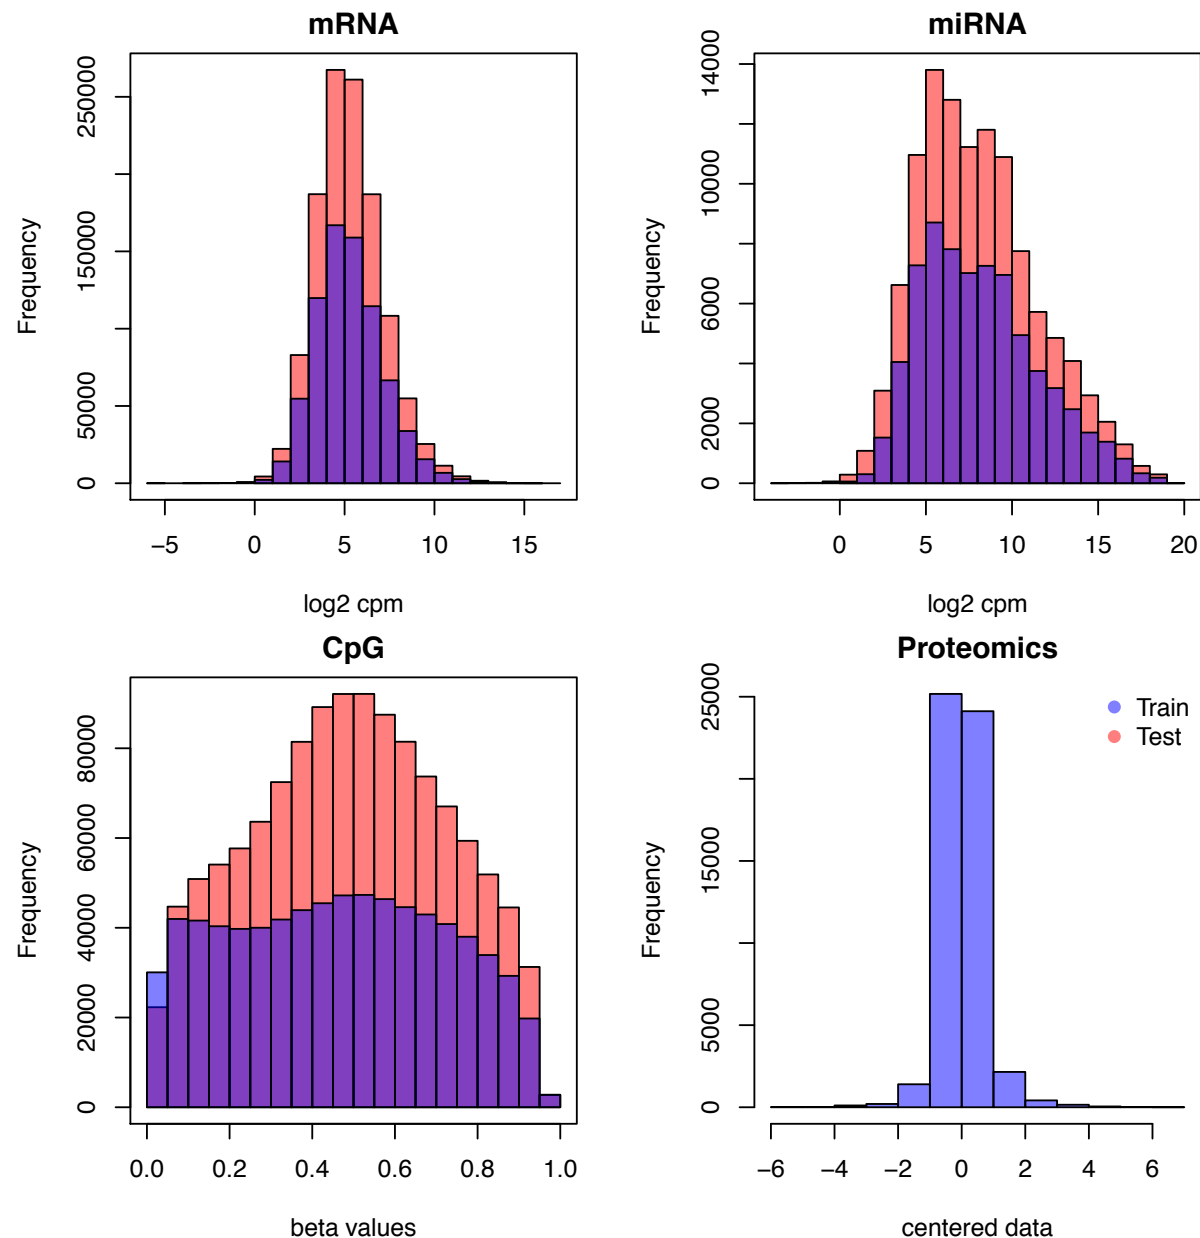 mRNA
Frequency
0
50000
150000
250000
−5
0
5
10
15
log2 cpm
miRNA
Frequency
0
2000
6000
10000
14000
0
5
10
15
20
log2 cpm
CpG
Frequency
0
20000
40000
60000
80000
0.0
0.2
0.4
0.6
0.8
1.0
beta values
Proteomics
Frequency
0
5000
15000
25000
Train
Test
−6
−4
−2
0
2
4
6
centered data